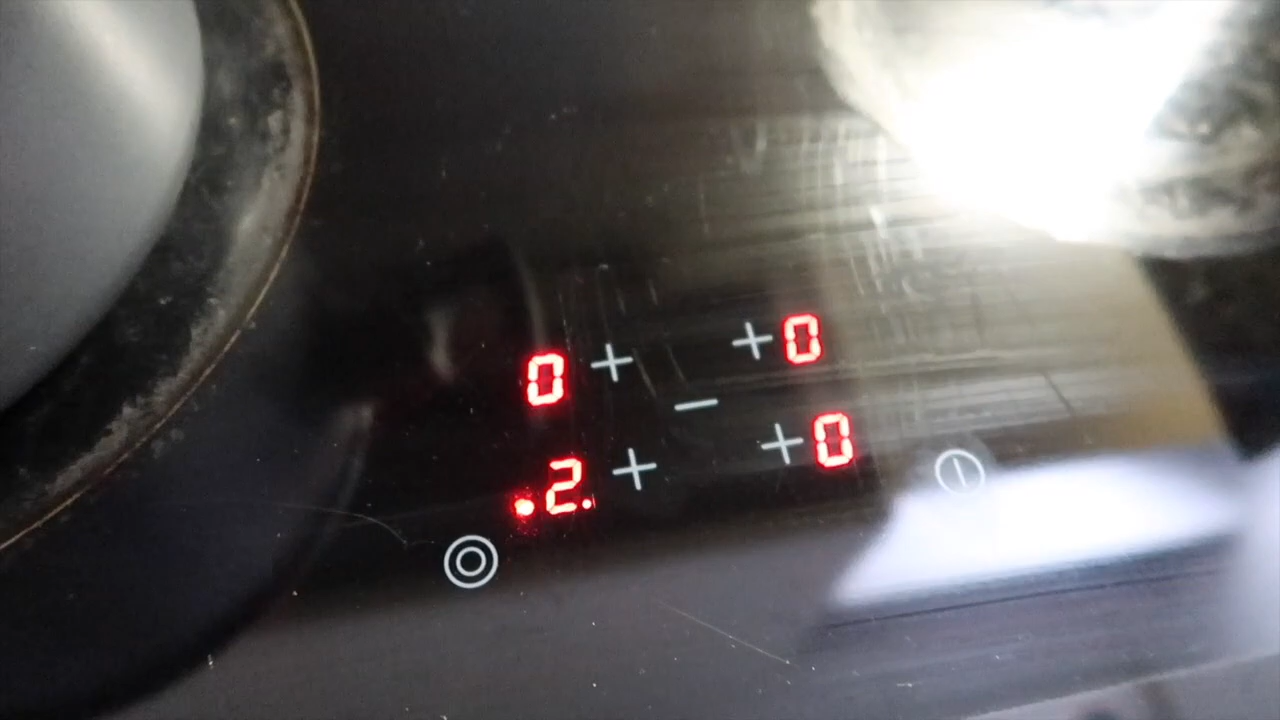 0 + + 0
−
.2. + + 0